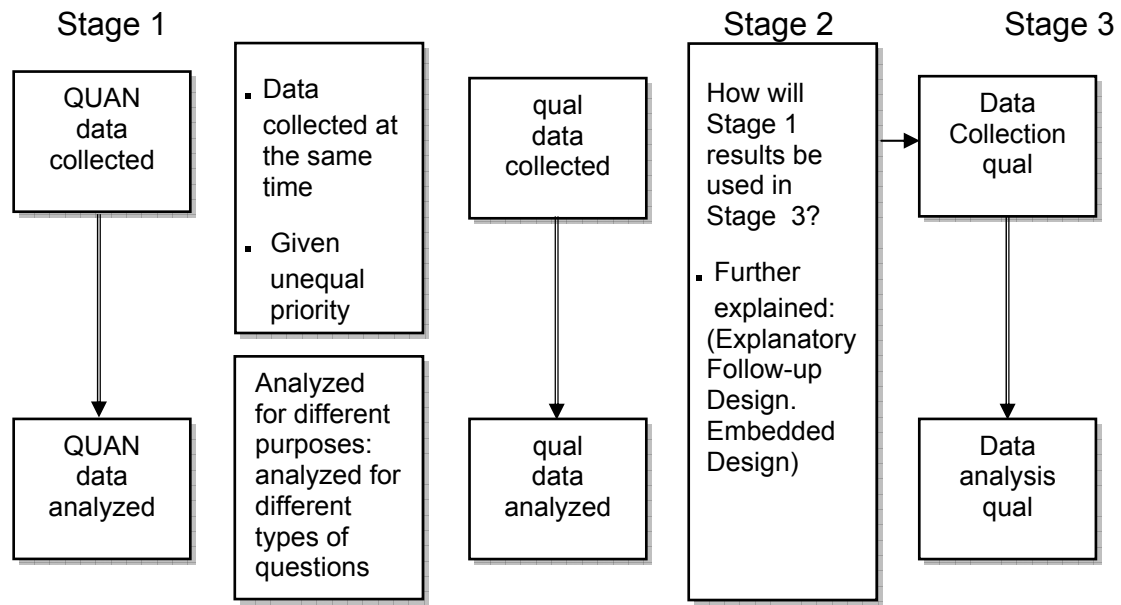 Stage 1
Stage 2
Stage 3
QUAN
data
collected
▪ Data
collected at
the same
time
▪ Given
unequal
priority
qual
data
collected
How will
Stage 1
results be
used in
Stage 3?
▪ Further
explained:
(Explanatory
Follow-up
Design.
Embedded
Design)
Data
Collection
qual
QUAN
data
analyzed
Analyzed
for different
purposes:
analyzed for
different
types of
questions
qual
data
analyzed
Data
analysis
qual